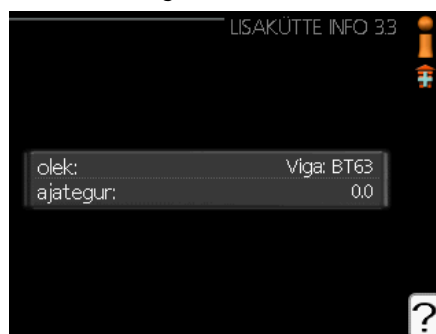 LISAKÜTTE INFO 3.3
olek: Viga: BT63
ajategur: 0.0
?